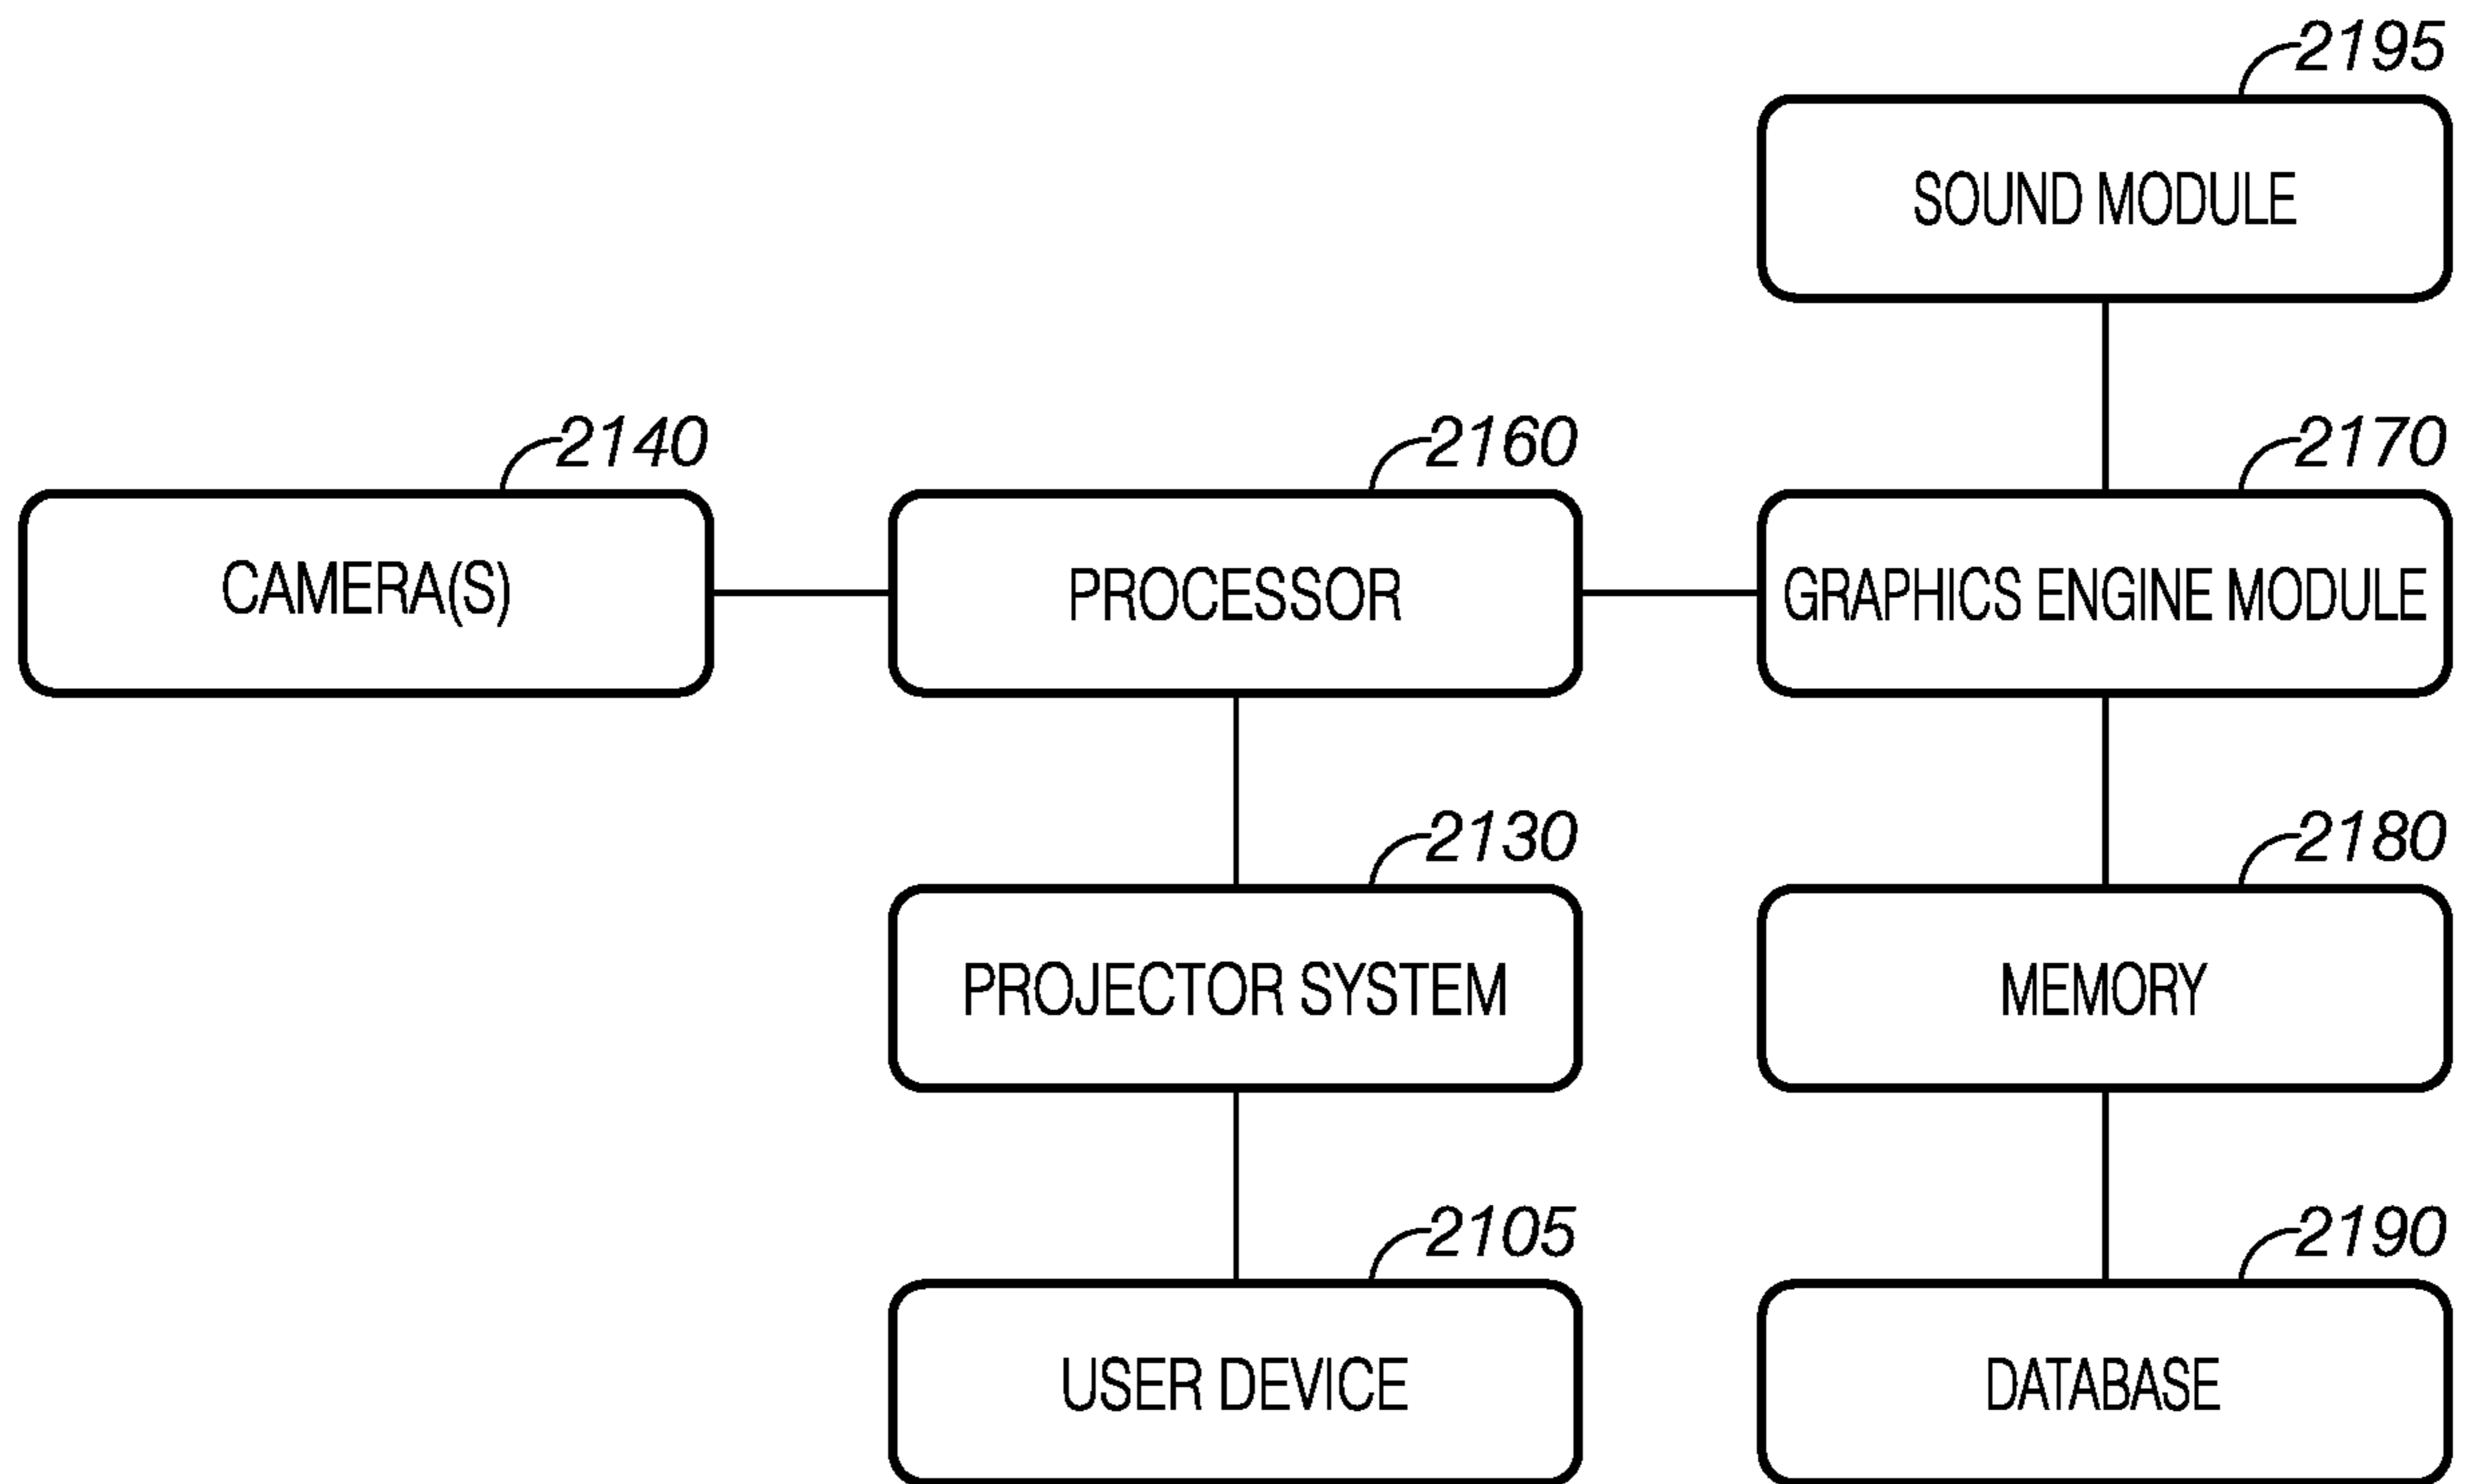 2195
SOUND MODULE
2140
2160
2170
CAMERA(S)
PROCESSOR
GRAPHICS ENGINE MODULE
2130
2180
PROJECTOR SYSTEM
MEMORY
2105
2190
USER DEVICE
DATABASE